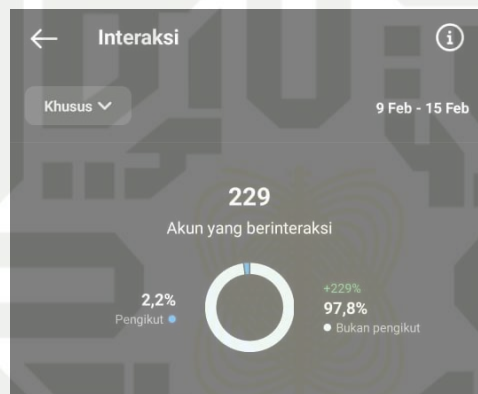 Interaksi
Khusus
9 Feb - 15 Feb
229
Akun yang berinteraksi
2,2%
Pengikut
+229%
97,8%
Bukan pengikut